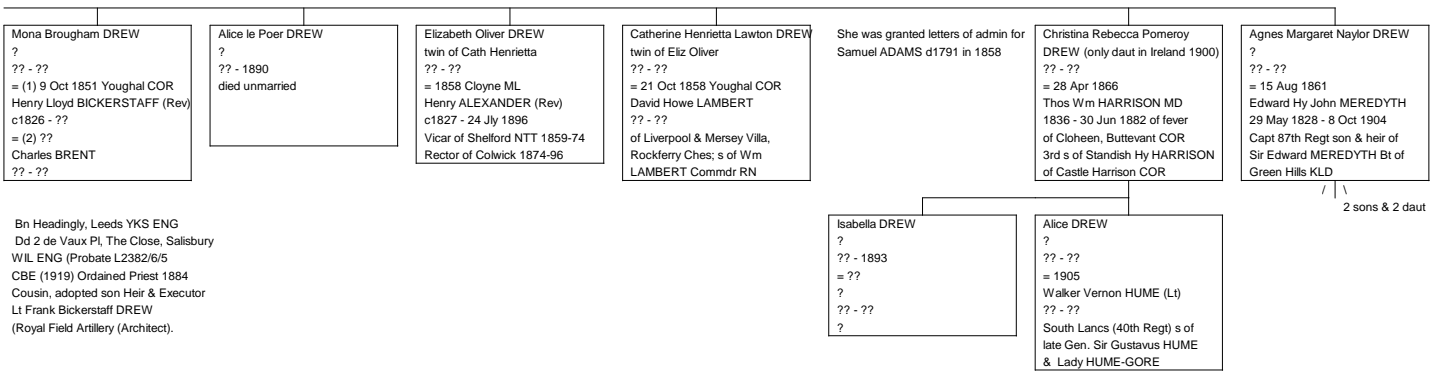 Mona Brougham DREW
?
?? - ??
= (1) 9 Oct 1851 Youghal COR
Henry Lloyd BICKERSTAFF (Rev)
c1826 - ??
= (2) ??
Charles BRENT
?? - ??
Alice le Poer DREW
?
?? - 1890
died unmarried
Elizabeth Oliver DREW
twin of Cath Henrietta
?? - ??
= 1858 Cloyne ML
Henry ALEXANDER (Rev)
c1827 - 24 Jly 1896
Vicar of Shelford NTT 1859-74
Rector of Colwick 1874-96
Catherine Henrietta Lawton DREW
twin of Eliz Oliver
?? - ??
= 21 Oct 1858 Youghal COR
David Howe LAMBERT
?? - ??
of Liverpool & Mersey Villa,
Rockferry Ches; s of Wm
LAMBERT Commdr RN
She was granted letters of admin for
Samuel ADAMS d1791 in 1858
Christina Rebecca Pomeroy
DREW (only daut in Ireland 1900)
?? - ??
= 28 Apr 1866
Thos Wm HARRISON MD
1836 - 30 Jun 1882 of fever
of Cloheen, Buttevant COR
3rd s of Standish Hy HARRISON
of Castle Harrison COR
Agnes Margaret Naylor DREW
?
?? - ??
= 15 Aug 1861
Edward Hy John MEREDYTH
29 May 1828 - 8 Oct 1904
Capt 87th Regt son & heir of
Sir Edward MEREDYTH Bt of
Green Hills KLD
/ \
2 sons & 2 daut
Bn Headingly, Leeds YKS ENG
Dd 2 de Vaux Pl, The Close, Salisbury
WIL ENG (Probate L2382/6/5
CBE (1919) Ordained Priest 1884
Cousin, adopted son Heir & Executor
Lt Frank Bickerstaff DREW
(Royal Field Artillery (Architect).
Isabella DREW
?
?? - 1893
= ??
?
?? - ??
?
Alice DREW
?
?? - ??
= 1905
Walker Vernon HUME (Lt)
?? - ??
South Lancs (40th Regt) s of
late Gen. Sir Gustavus HUME
& Lady HUME-GORE